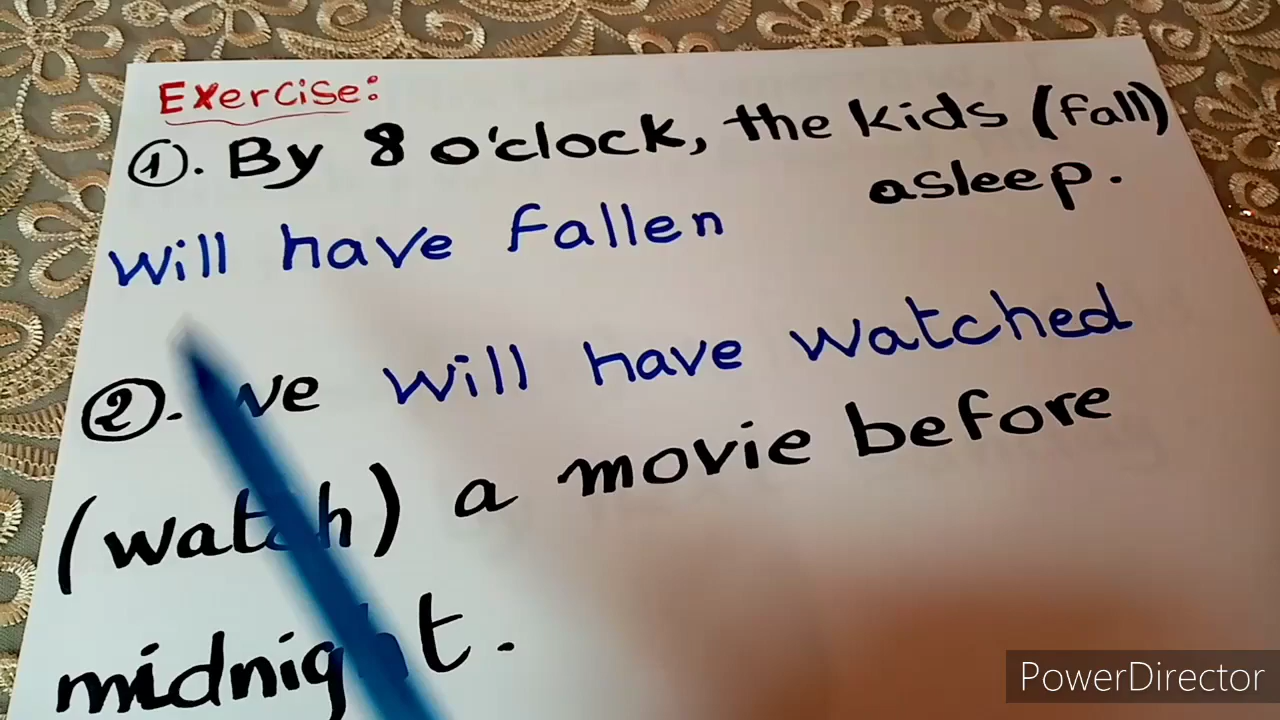 Exercise:
①. By 8 o'clock, the kids (fall)
asleep.
Will have fallen
②. We will have watched
(watch) a movie before
midnight.
PowerDirector